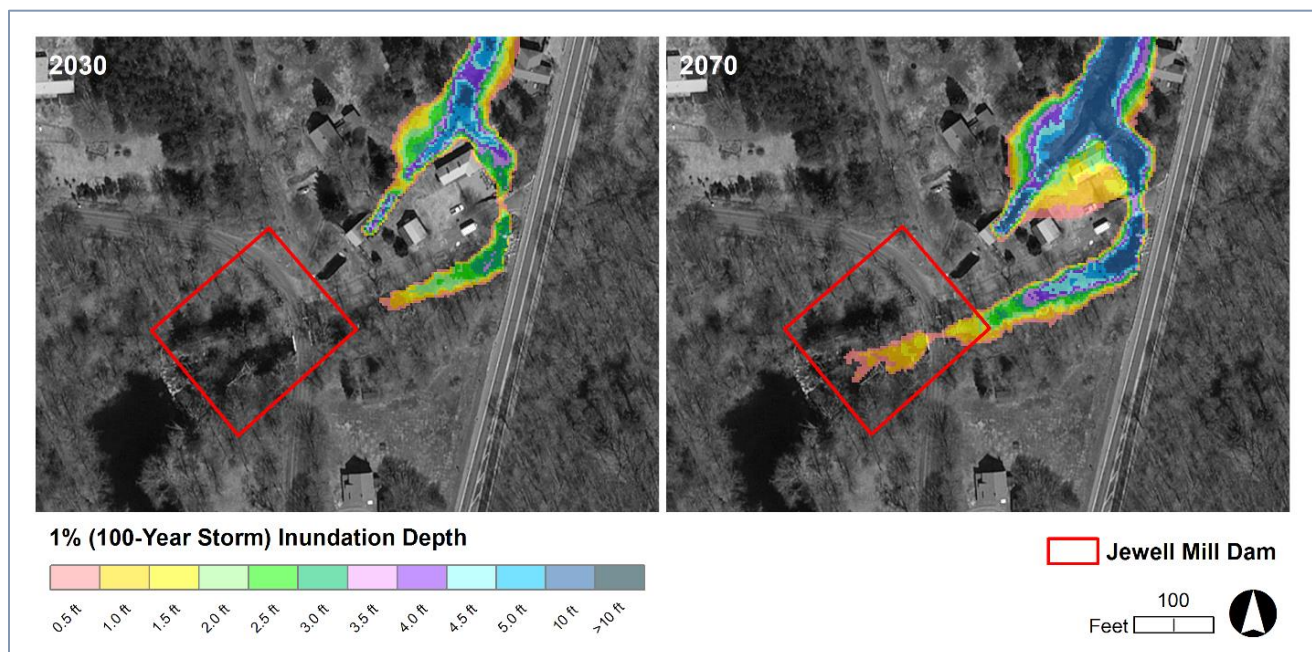 2030
2070
1% (100-Year Storm) Inundation Depth
0.5 ft
1.0 ft
1.5 ft
2.0 ft
2.5 ft
3.0 ft
3.5 ft
4.0 ft
4.5 ft
5.0 ft
10 ft
>10 ft
Jewell Mill Dam
100
Feet